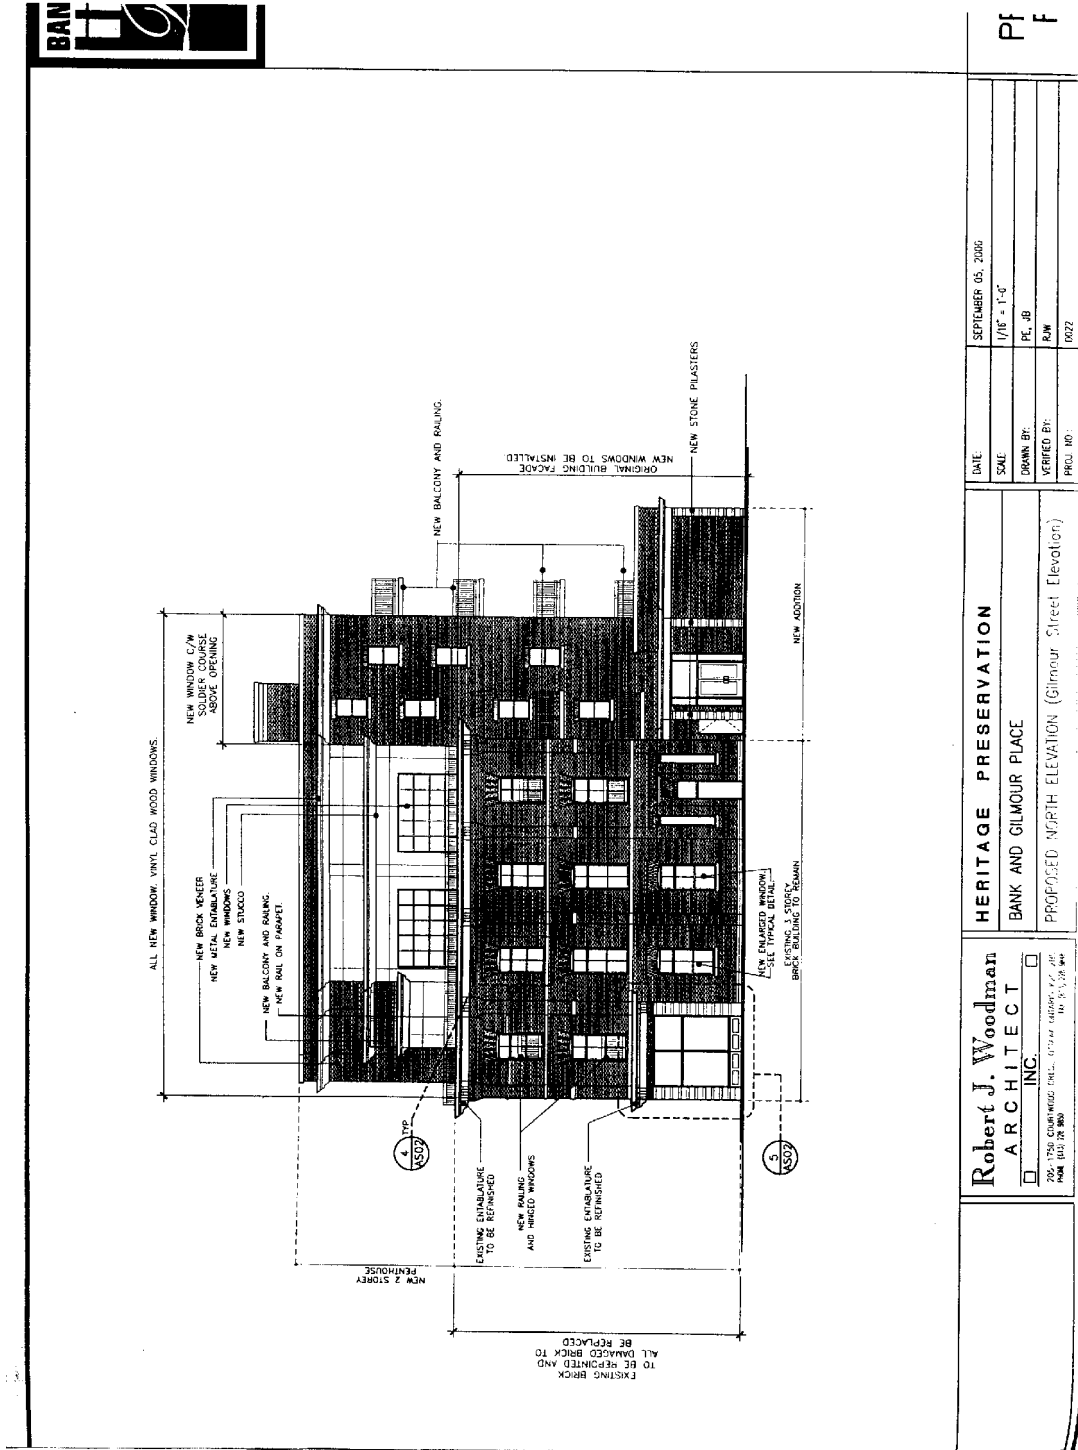 BAN
ALL NEW WINDOW, VINYL CLAD WOOD WINDOWS.
NEW WINDOW C/W
SOLDIER COURSE
ABOVE OPENING
NEW BRICK VENEER
NEW METAL ENTABLATURE
NEW WINDOWS
NEW STUCCO
NEW BALCONY AND RAILING.
NEW RAIL ON PARAPET.
NEW BALCONY AND RAILING.
ORIGINAL BUILDING FACADE
NEW WINDOWS TO BE INSTALLED
NEW STONE PILASTERS
NEW 2 STOREY
PENTHOUSE
4
AS02
TYP
EXISTING ENTABLATURE
TO BE REFINISHED
NEW RAILING
AND HINGED WINDOWS
EXISTING ENTABLATURE
TO BE REFINISHED
EXISTING BRICK
TO BE REPOINTED AND
ALL DAMAGED BRICK TO
BE REPLACED
5
AS02
NEW ENLARGED WINDOW.
SEE TYPICAL DETAIL.
EXISTING 3 STOREY
BRICK BUILDING TO REMAIN
NEW ADDITION
Robert J. Woodman
ARCHITECT
INC.
HERITAGE PRESERVATION
BANK AND GILMOUR PLACE
PROPOSED NORTH ELEVATION (Gilmour Street Elevation)
DATE: SEPTEMBER 05, 2006
SCALE: 1/16" = 1'-0"
DRAWN BY: PE, JB
VERIFIED BY: RJW
PROJ. NO.: 0022